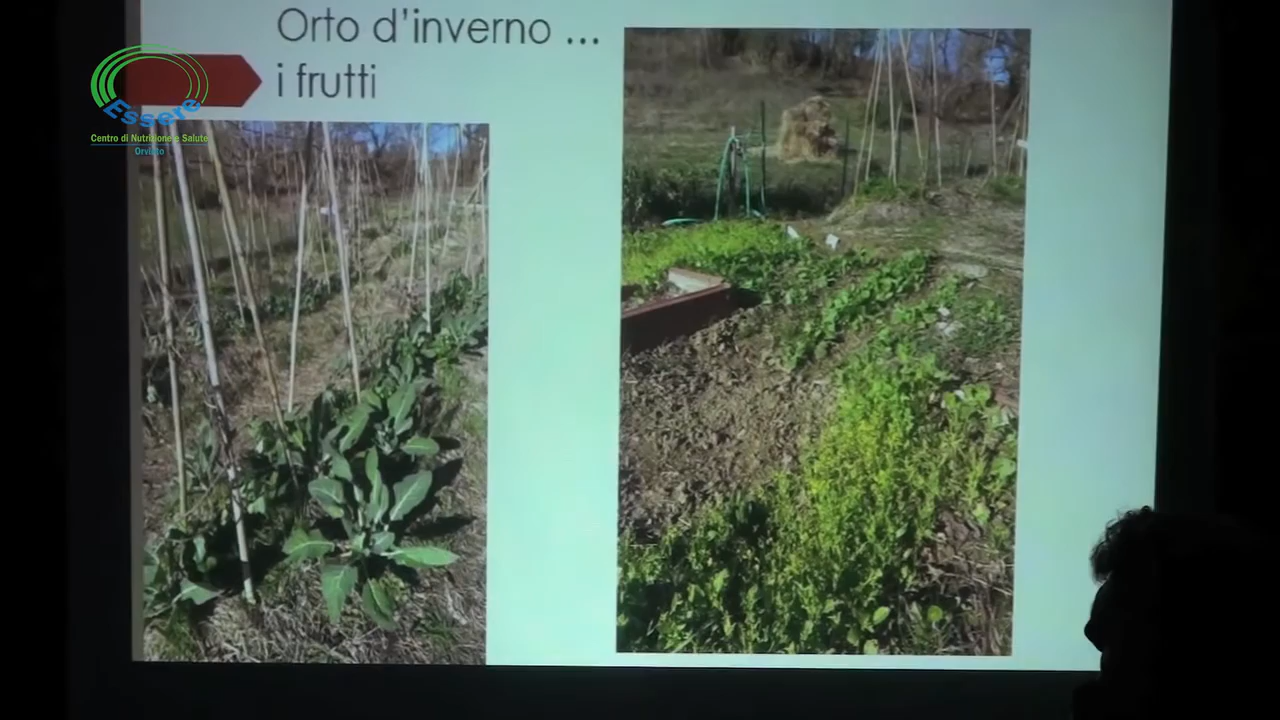 Orto d'inverno ...
i frutti
Essere
Centro di Nutrizione e Salute
Orvieto